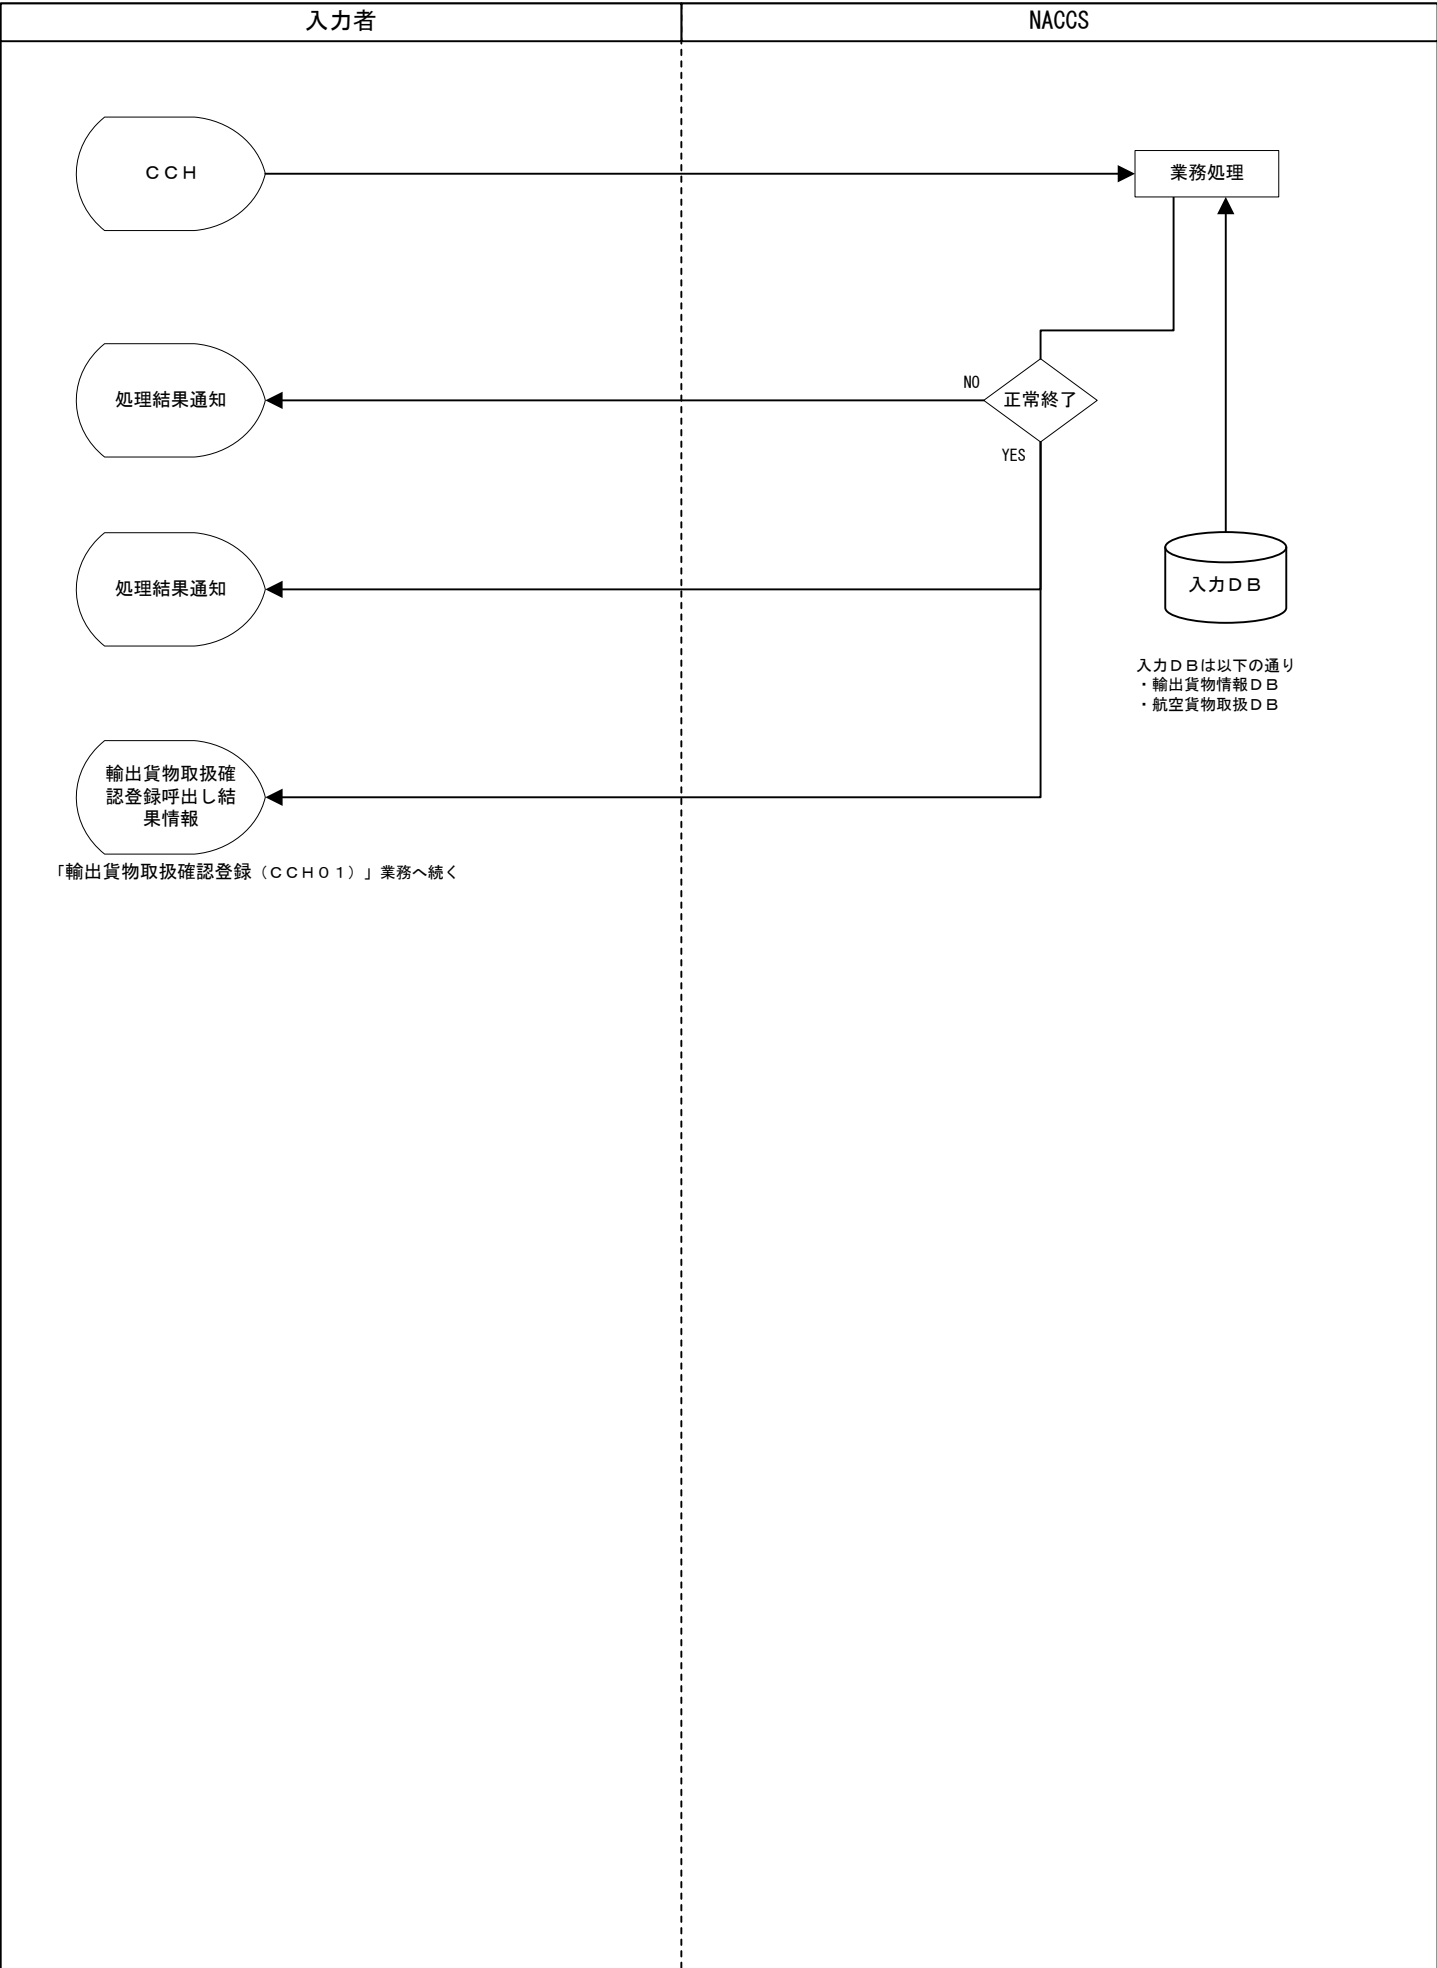 入力者
NACCS
ＣＣＨ
業務処理
処理結果通知
NO
正常終了
YES
処理結果通知
入力ＤＢ
入力ＤＢは以下の通り
・輸出貨物情報ＤＢ
・航空貨物取扱ＤＢ
輸出貨物取扱確
認登録呼出し結
果情報
「輸出貨物取扱確認登録（ＣＣＨ０１）」業務へ続く